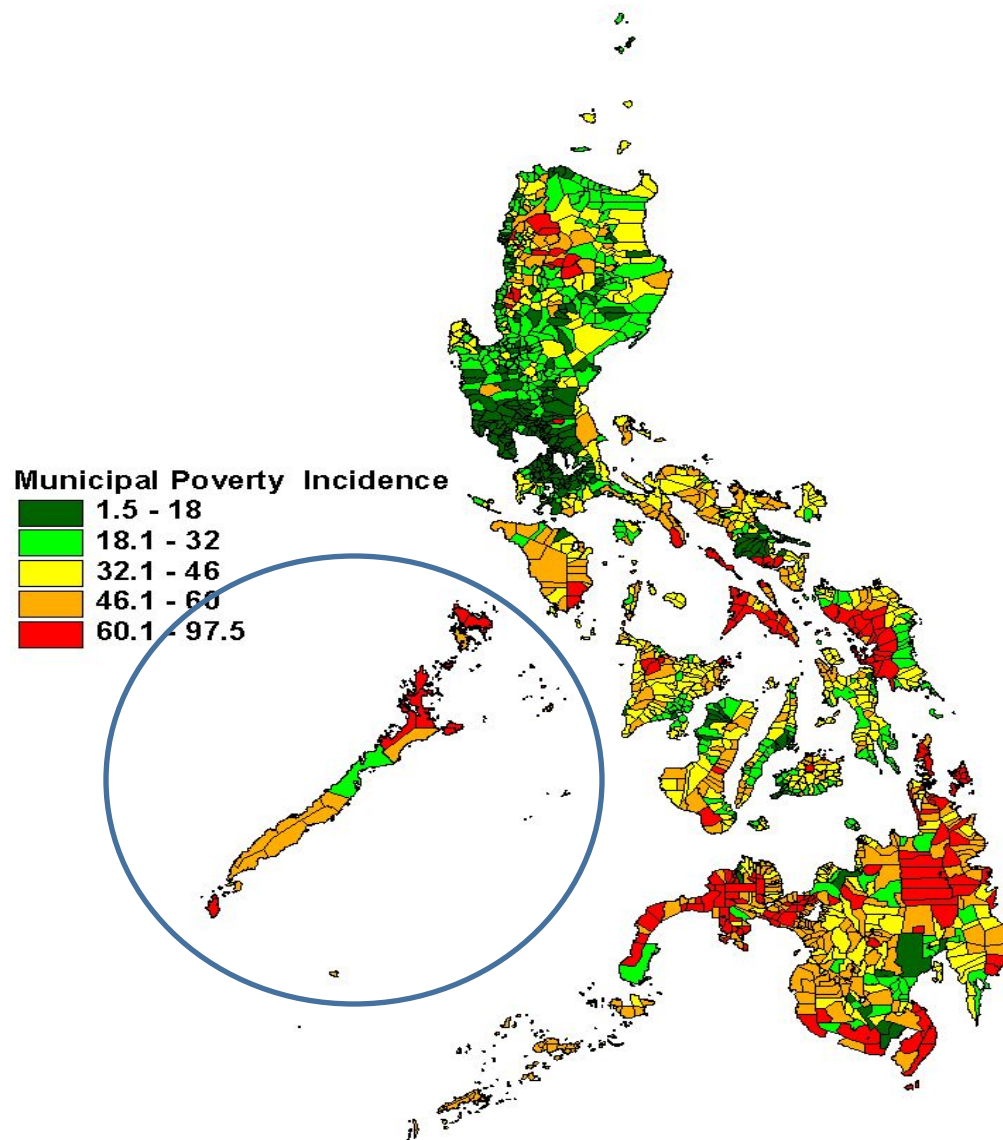 Municipal Poverty Incidence
1.5 - 18
18.1 - 32
32.1 - 46
46.1 - 60
60.1 - 97.5